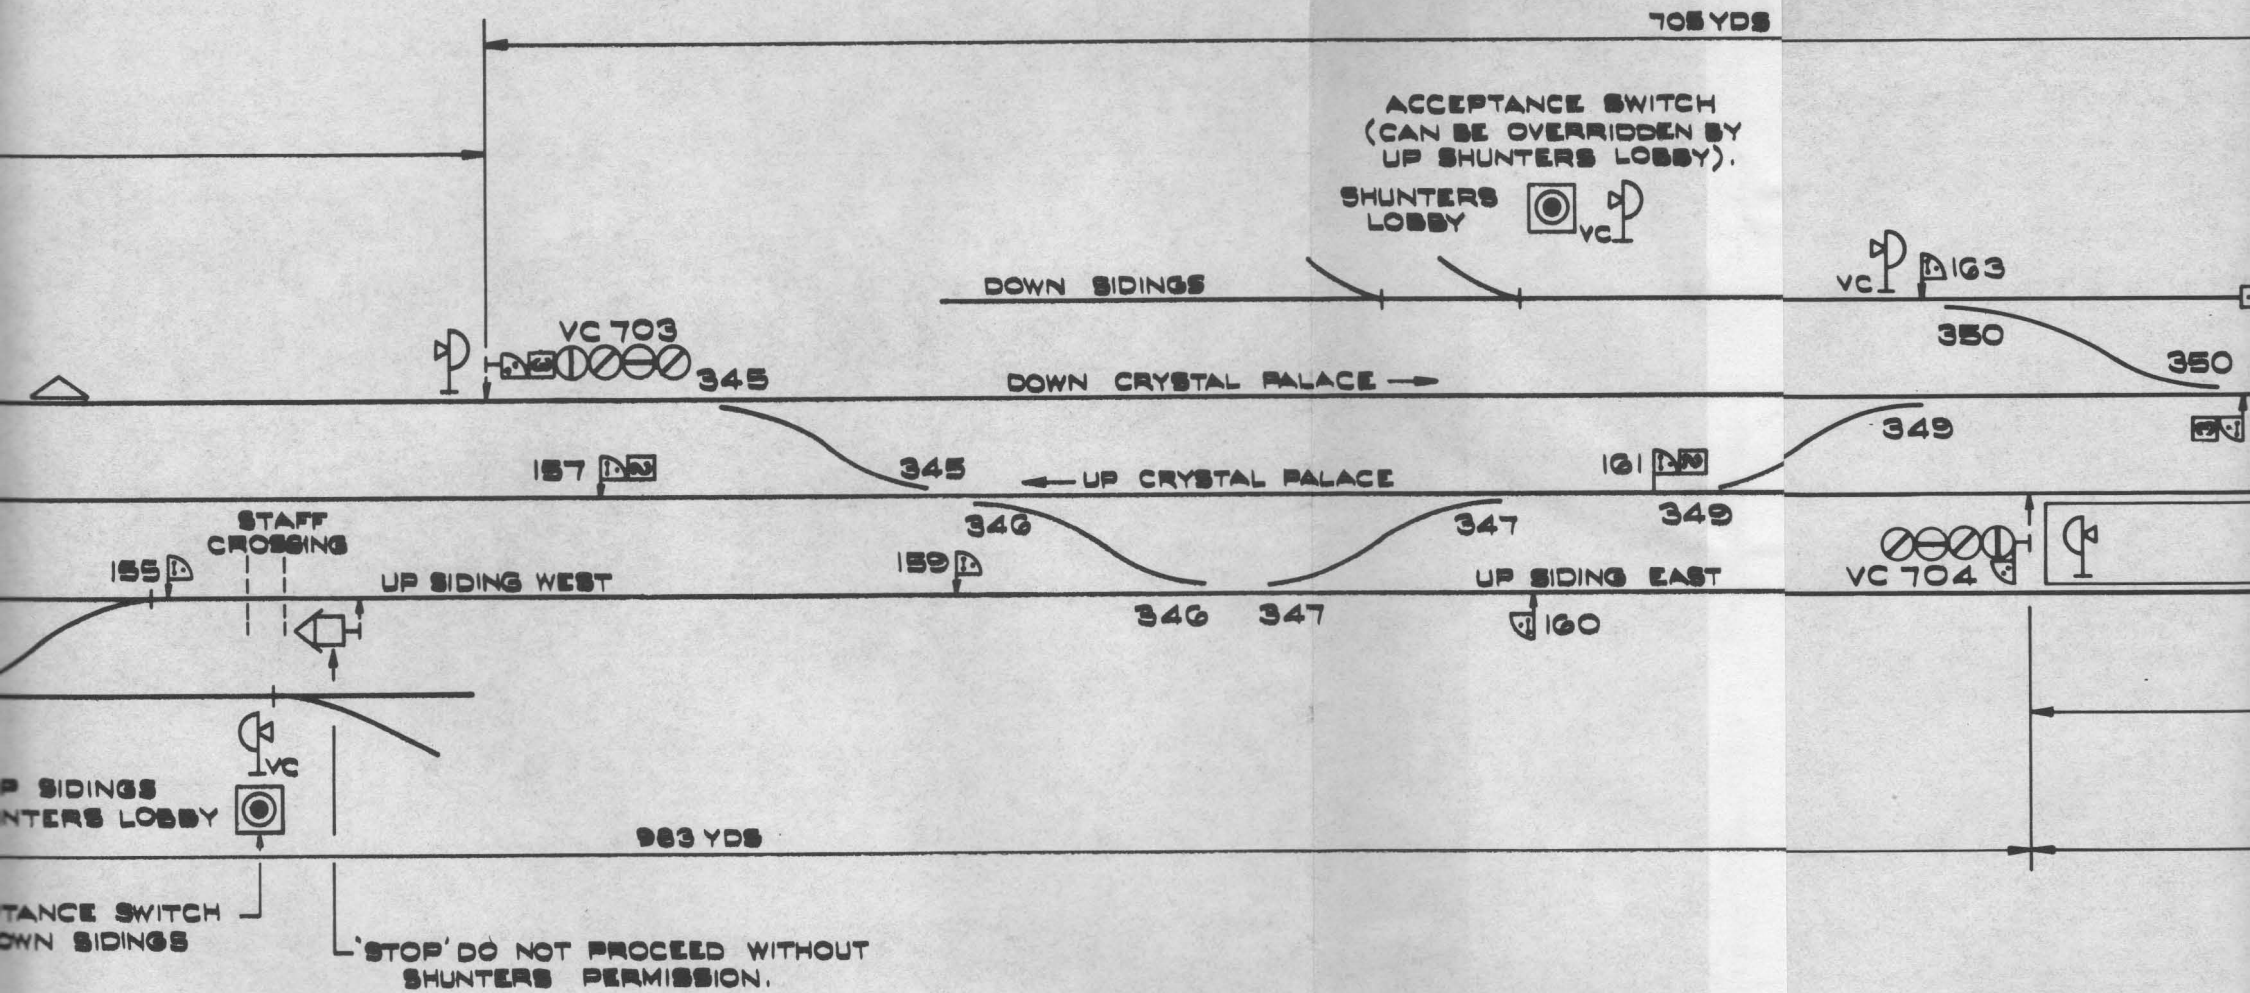 705 YDS
ACCEPTANCE SWITCH
(CAN BE OVERRIDDEN BY
UP SHUNTERS LOBBY).
SHUNTERS
LOBBY
VC
DOWN SIDINGS
VC
163
VC 703
345
350
350
DOWN CRYSTAL PALACE
349
157
2
345
UP CRYSTAL PALACE
161
2
3
STAFF
CROSSING
346
347
349
155
UP SIDING WEST
159
UP SIDING EAST
VC 704
346
347
160
VC
P SIDINGS
NTERS LOBBY
983 YDS
TANCE SWITCH
OWN SIDINGS
'STOP' DO NOT PROCEED WITHOUT
SHUNTERS PERMISSION.